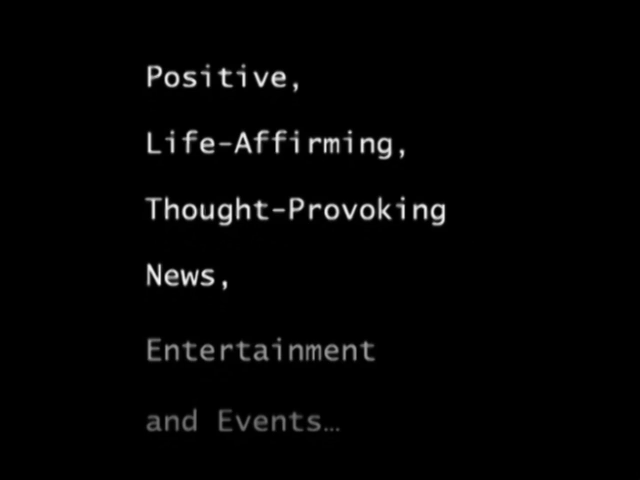 Positive,
Life-Affirming,
Thought-Provoking
News,
Entertainment
and Events…